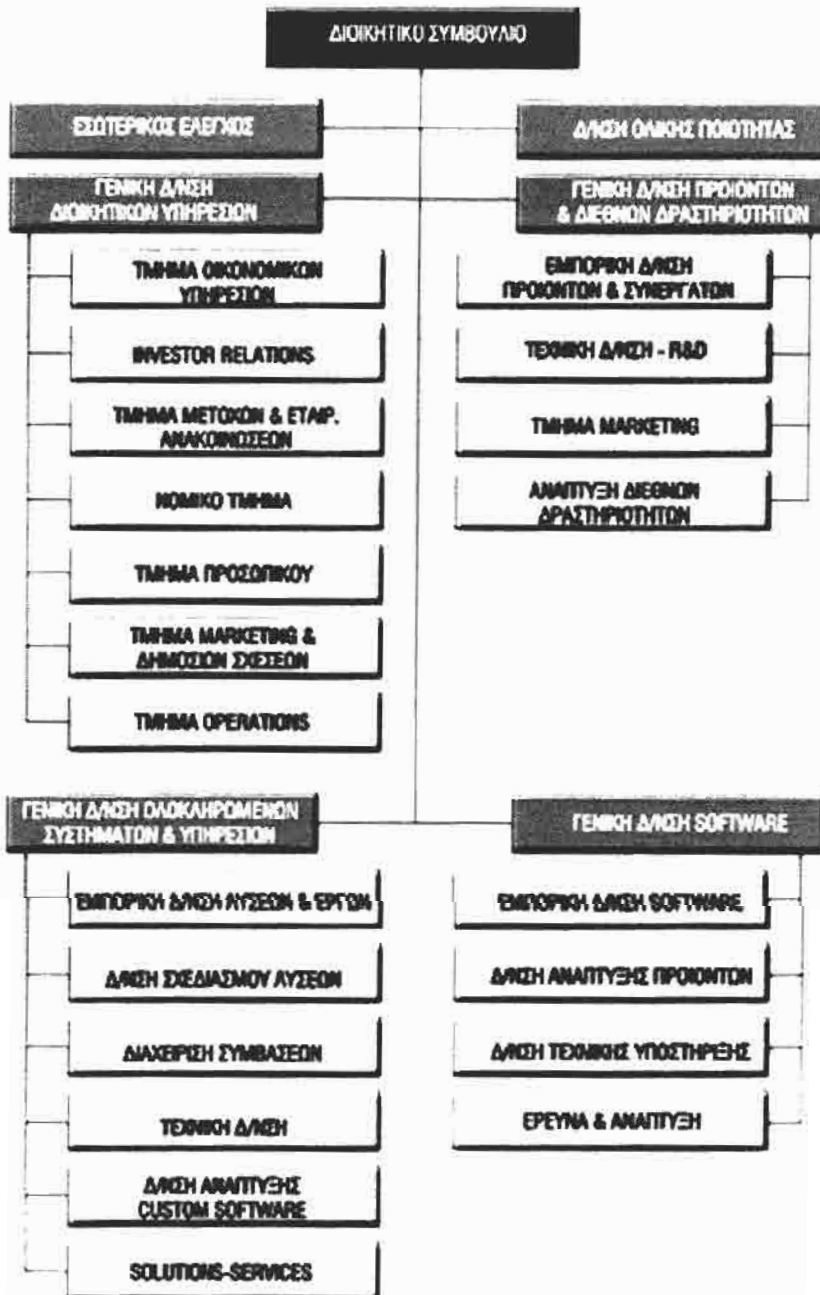 ΔΙΟΙΚΗΤΙΚΟ ΣΥΜΒΟΥΛΙΟ
ΕΣΩΤΕΡΙΚΟΣ ΕΛΕΓΧΟΣ
Δ/ΝΣΗ ΟΛΙΚΗΣ ΠΟΙΟΤΗΤΑΣ
ΓΕΝΙΚΗ Δ/ΝΣΗ
ΔΙΟΙΚΗΤΙΚΩΝ ΥΠΗΡΕΣΙΩΝ
ΤΜΗΜΑ ΟΙΚΟΝΟΜΙΚΩΝ
ΥΠΗΡΕΣΙΩΝ
INVESTOR RELATIONS
ΤΜΗΜΑ ΜΕΤΟΧΩΝ & ΕΤΑΙΡ.
ΑΝΑΚΟΙΝΩΣΕΩΝ
ΝΟΜΙΚΟ ΤΜΗΜΑ
ΤΜΗΜΑ ΠΡΟΣΩΠΙΚΟΥ
ΤΜΗΜΑ MARKETING &
ΔΗΜΟΣΙΩΝ ΣΧΕΣΕΩΝ
ΤΜΗΜΑ OPERATIONS
ΓΕΝΙΚΗ Δ/ΝΣΗ ΠΡΟΙΟΝΤΩΝ
& ΔΙΕΘΝΩΝ ΔΡΑΣΤΗΡΙΟΤΗΤΩΝ
ΕΜΠΟΡΙΚΗ Δ/ΝΣΗ
ΠΡΟΙΟΝΤΩΝ & ΣΥΝΕΡΓΑΤΩΝ
ΤΕΧΝΙΚΗ Δ/ΝΣΗ - R&D
ΤΜΗΜΑ MARKETING
ΑΝΑΠΤΥΞΗ ΔΙΕΘΝΩΝ
ΔΡΑΣΤΗΡΙΟΤΗΤΩΝ
ΓΕΝΙΚΗ Δ/ΝΣΗ ΟΛΟΚΛΗΡΩΜΕΝΩΝ
ΣΥΣΤΗΜΑΤΩΝ & ΥΠΗΡΕΣΙΩΝ
ΕΜΠΟΡΙΚΗ Δ/ΝΣΗ ΛΥΣΕΩΝ & ΕΡΓΩΝ
Δ/ΝΣΗ ΣΧΕΔΙΑΣΜΟΥ ΛΥΣΕΩΝ
ΔΙΑΧΕΙΡΙΣΗ ΣΥΜΒΑΣΕΩΝ
ΤΕΧΝΙΚΗ Δ/ΝΣΗ
Δ/ΝΣΗ ΑΝΑΠΤΥΞΗΣ
CUSTOM SOFTWARE
SOLUTIONS-SERVICES
ΓΕΝΙΚΗ Δ/ΝΣΗ SOFTWARE
ΕΜΠΟΡΙΚΗ Δ/ΝΣΗ SOFTWARE
Δ/ΝΣΗ ΑΝΑΠΤΥΞΗΣ ΠΡΟΙΟΝΤΩΝ
Δ/ΝΣΗ ΤΕΧΝΙΚΗΣ ΥΠΟΣΤΗΡΙΞΗΣ
ΕΡΕΥΝΑ & ΑΝΑΠΤΥΞΗ